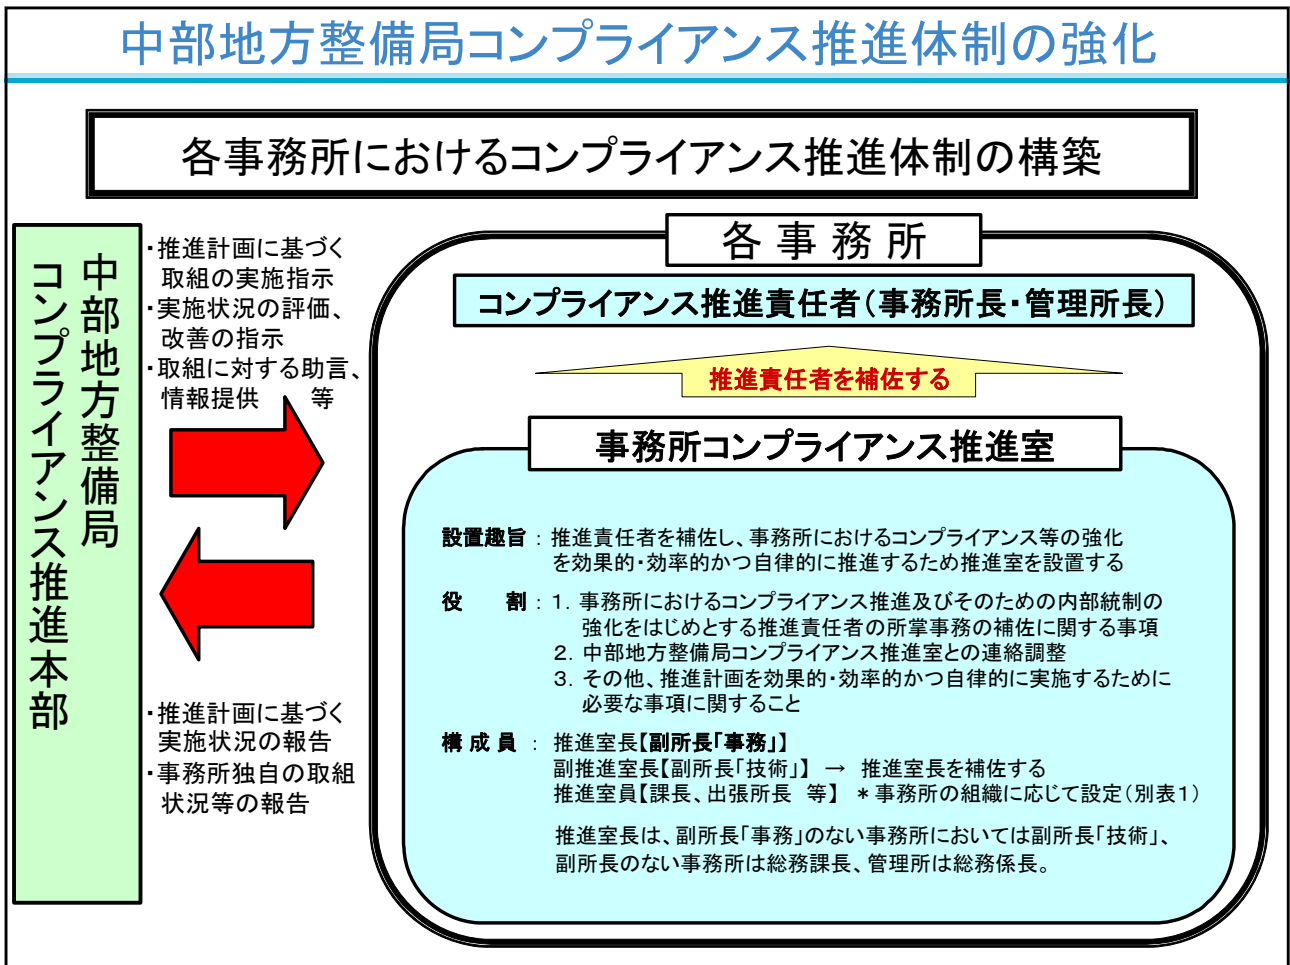 中部地方整備局コンプライアンス推進体制の強化
各事務所におけるコンプライアンス推進体制の構築
中部地方整備局
コンプライアンス推進本部
・推進計画に基づく
取組の実施指示
・実施状況の評価、
改善の指示
・取組に対する助言、
情報提供　　等
・推進計画に基づく
実施状況の報告
・事務所独自の取組
状況等の報告
各 事 務 所
コンプライアンス推進責任者（事務所長・管理所長）
推進責任者を補佐する
事務所コンプライアンス推進室
設置趣旨 ： 推進責任者を補佐し、事務所におけるコンプライアンス等の強化
を効果的・効率的かつ自律的に推進するため推進室を設置する
役　　割 ： １．事務所におけるコンプライアンス推進及びそのための内部統制の
強化をはじめとする推進責任者の所掌事務の補佐に関する事項
２．中部地方整備局コンプライアンス推進室との連絡調整
３．その他、推進計画を効果的・効率的かつ自律的に実施するために
必要な事項に関すること
構 成 員 ： 推進室長【副所長「事務」】
副推進室長【副所長「技術」】 → 推進室長を補佐する
推進室員【課長、出張所長　等】 ＊事務所の組織に応じて設定（別表１）
推進室長は、副所長「事務」のない事務所においては副所長「技術」、
副所長のない事務所は総務課長、管理所は総務係長。